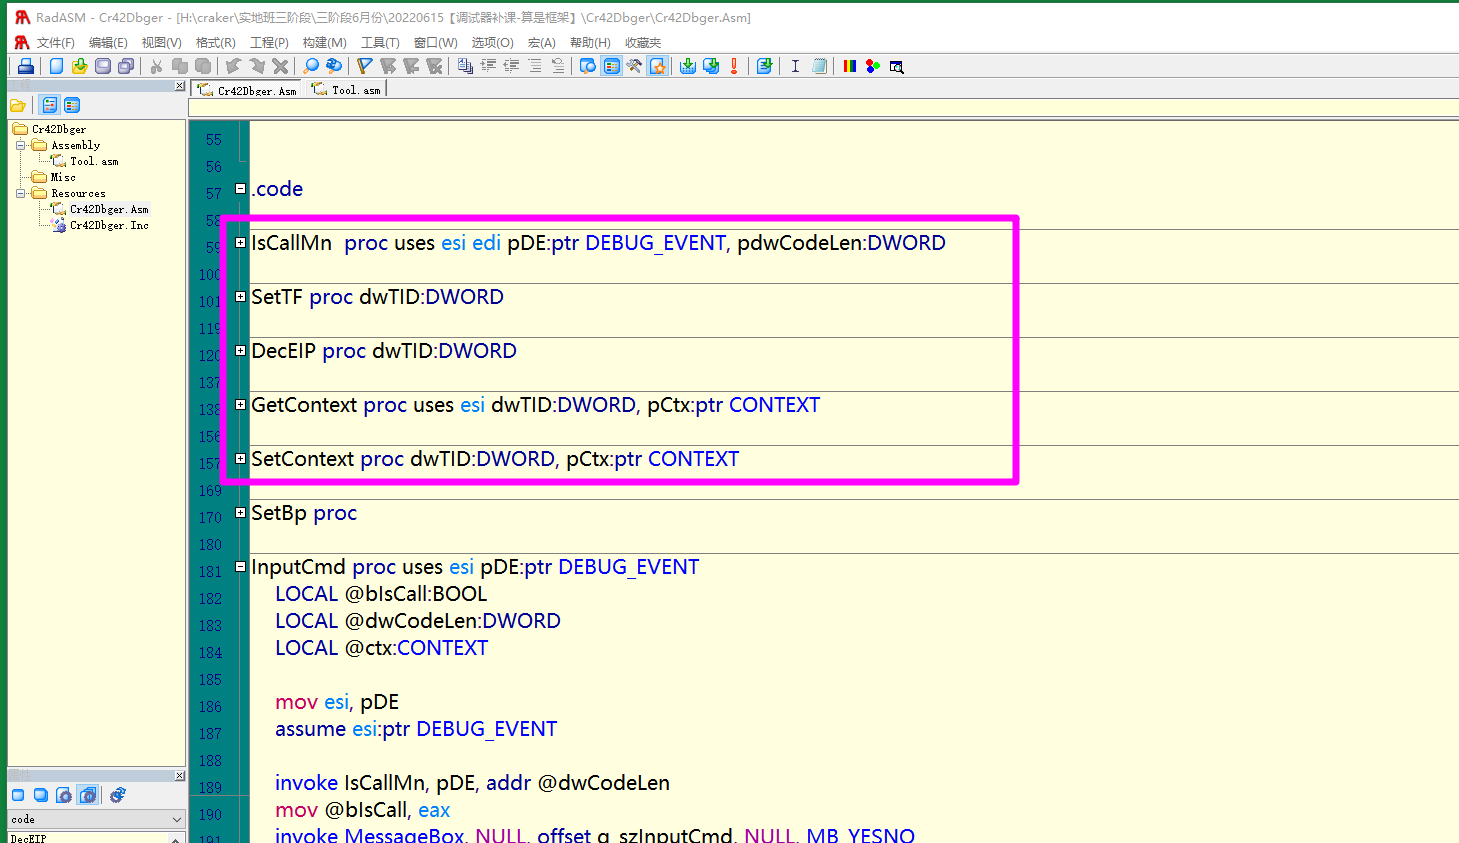 RadASM - Cr42Dbger - [H:\craker\实地班三阶段\三阶段6月份\20220615【调试器补课-算是框架】\Cr42Dbger\Cr42Dbger.Asm]
文件(F) 编辑(E) 视图(V) 格式(R) 工程(P) 构建(M) 工具(T) 窗口(W) 选项(O) 宏(A) 帮助(H) 收藏夹
Cr42Dbger.Asm Tool.asm
Cr42Dbger
Assembly
Tool.asm
Misc
Resources
Cr42Dbger.Asm
Cr42Dbger.Inc
code
DecEIP
55
56
57 .code
58
59 IsCallMn proc uses esi edi pDE:ptr DEBUG_EVENT, pdwCodeLen:DWORD
100
101 SetTF proc dwTID:DWORD
119
120 DecEIP proc dwTID:DWORD
137
138 GetContext proc uses esi dwTID:DWORD, pCtx:ptr CONTEXT
156
157 SetContext proc dwTID:DWORD, pCtx:ptr CONTEXT
169
170 SetBp proc
180
181 InputCmd proc uses esi pDE:ptr DEBUG_EVENT
182 LOCAL @bIsCall:BOOL
183 LOCAL @dwCodeLen:DWORD
184 LOCAL @ctx:CONTEXT
185
186 mov esi, pDE
187 assume esi:ptr DEBUG_EVENT
188
189 invoke IsCallMn, pDE, addr @dwCodeLen
190 mov @bIsCall, eax
191 invoke MessageBox, NULL, offset g_szInputCmd, NULL, MB_YESNO